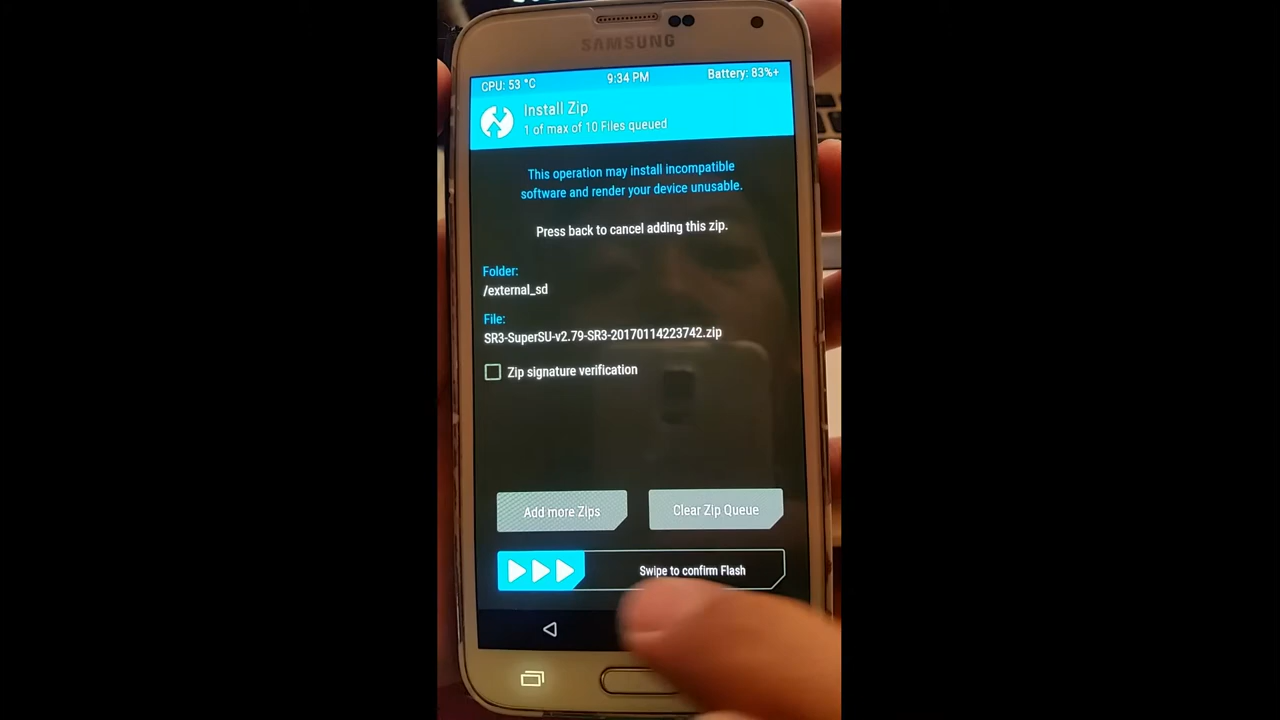 SAMSUNG
CPU: 53 °C 9:34 PM Battery: 83%+
Install Zip
1 of max of 10 Files queued
This operation may install incompatible
software and render your device unusable.
Press back to cancel adding this zip.
Folder:
/external_sd
File:
SR3-SuperSU-v2.79-SR3-20170114223742.zip
Zip signature verification
Add more Zips Clear Zip Queue
Swipe to confirm Flash